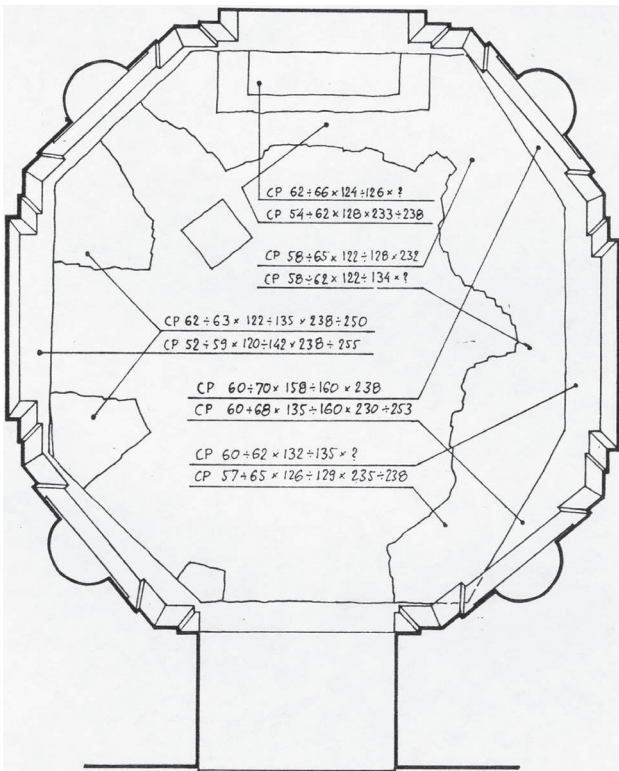 CP 62÷66×124÷126×?
CP 54÷62×128×233÷238
CP 58÷65×122÷128×232
CP 58÷62×122÷134×?
CP 62÷63×122÷135×238÷250
CP 52÷59×120÷142×238÷255
CP 60÷70×158÷160×238
CP 60÷68×135÷160×230÷253
CP 60÷62×132÷135×?
CP 57÷65×126÷129×235÷238